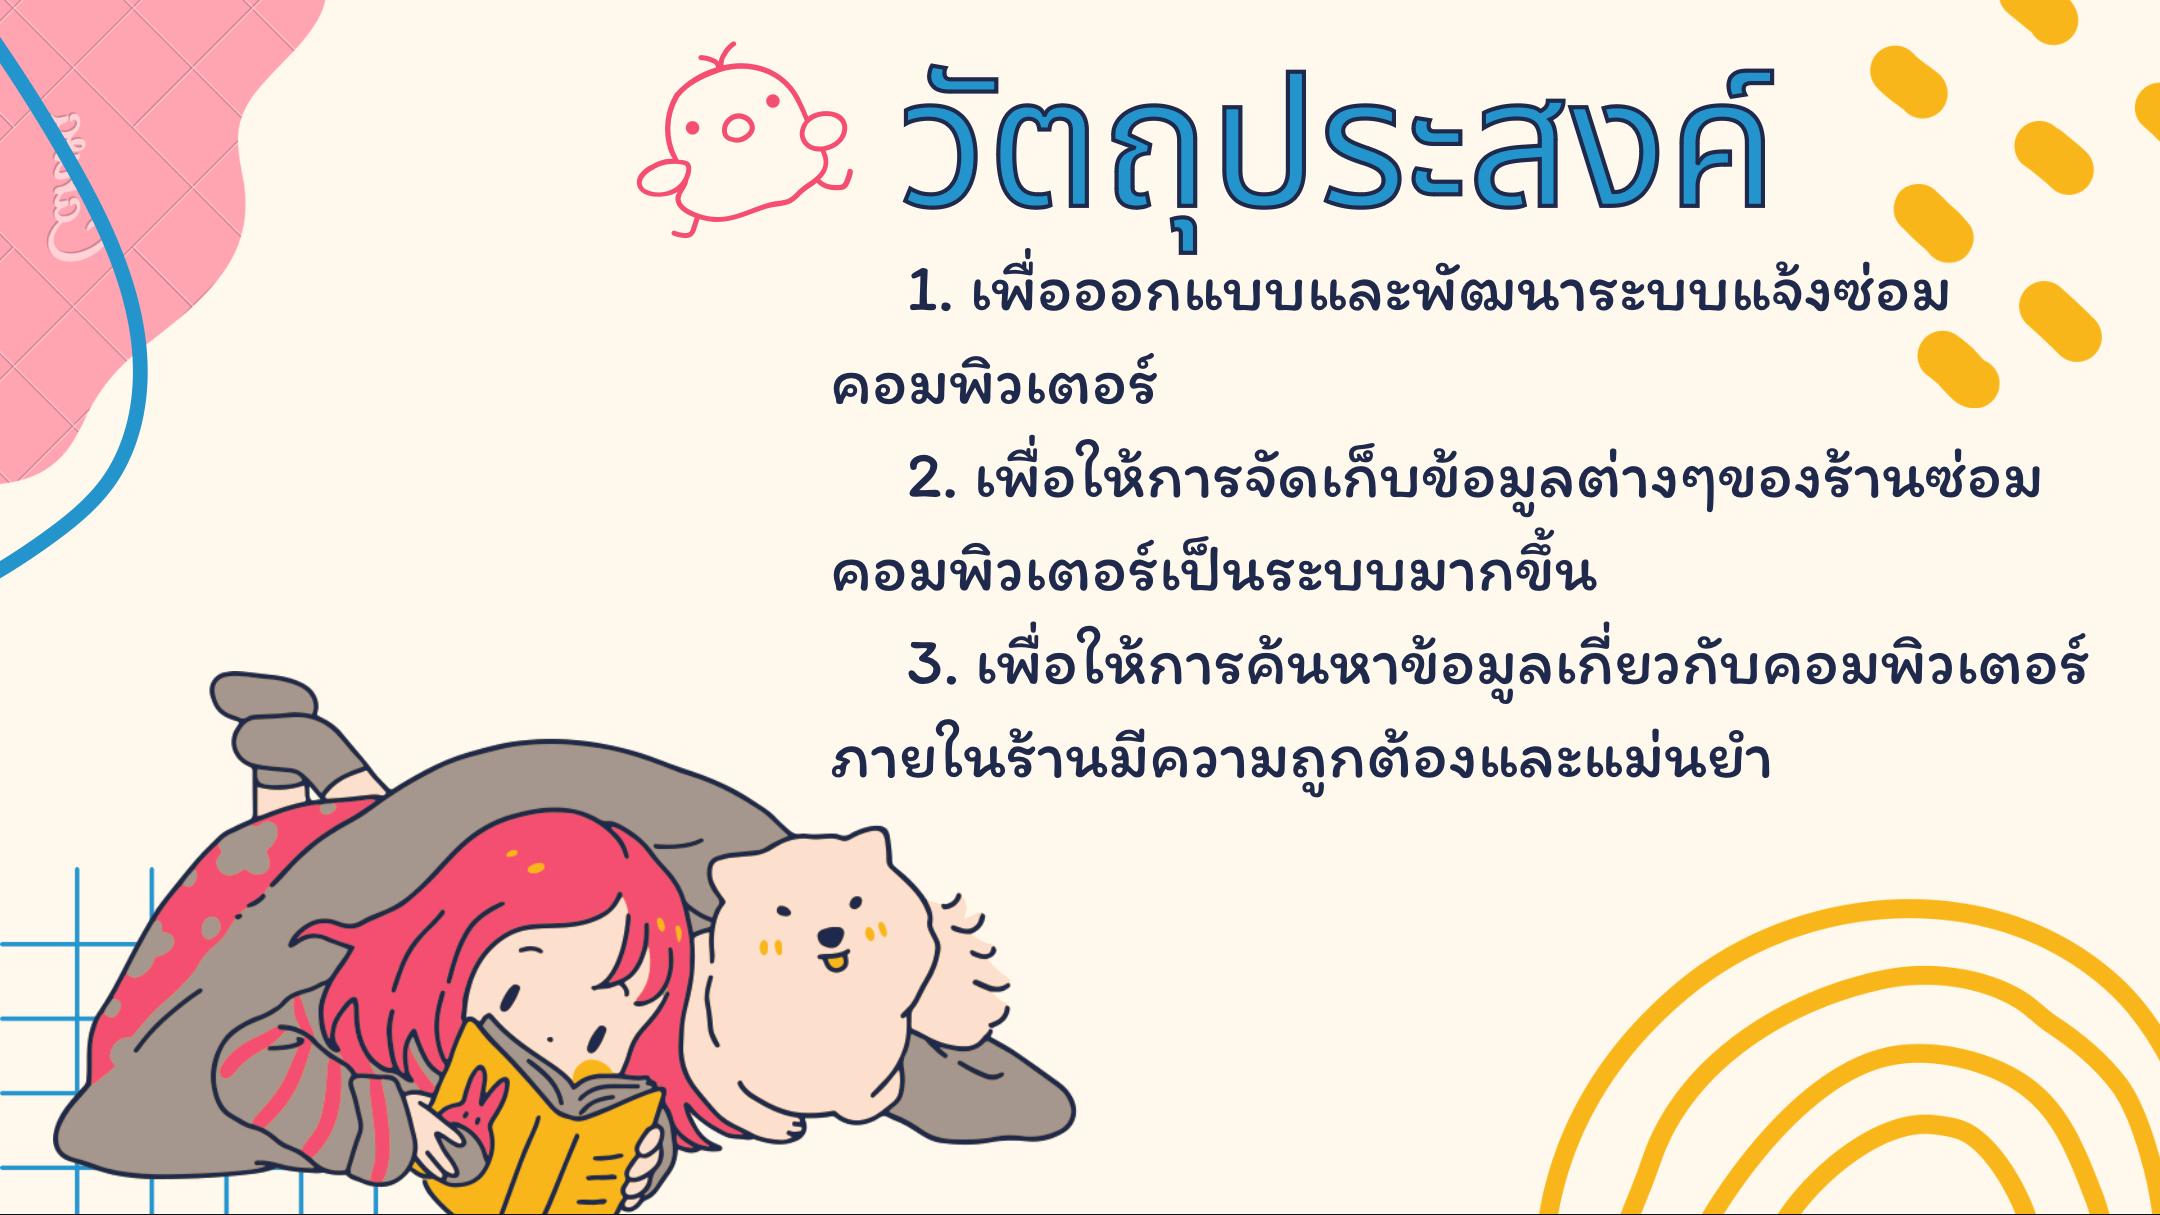 วัตถุประสงค์
1. เพื่อออกแบบและพัฒนาระบบแจ้งซ่อม
คอมพิวเตอร์
2. เพื่อให้การจัดเก็บข้อมูลต่างๆของร้านซ่อม
คอมพิวเตอร์เป็นระบบมากขึ้น
3. เพื่อให้การค้นหาข้อมูลเกี่ยวกับคอมพิวเตอร์
ภายในร้านมีความถูกต้องและแม่นยำ
Canva